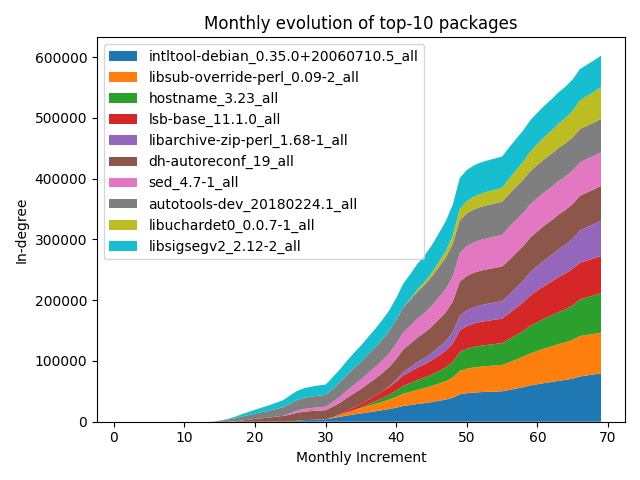 Monthly evolution of top-10 packages
intltool-debian_0.35.0+20060710.5_all
libsub-override-perl_0.09-2_all
hostname_3.23_all
lsb-base_11.1.0_all
libarchive-zip-perl_1.68-1_all
dh-autoreconf_19_all
sed_4.7-1_all
autotools-dev_20180224.1_all
libuchardet0_0.0.7-1_all
libsigsegv2_2.12-2_all
In-degree
600000
500000
400000
300000
200000
100000
0
0 10 20 30 40 50 60 70
Monthly Increment